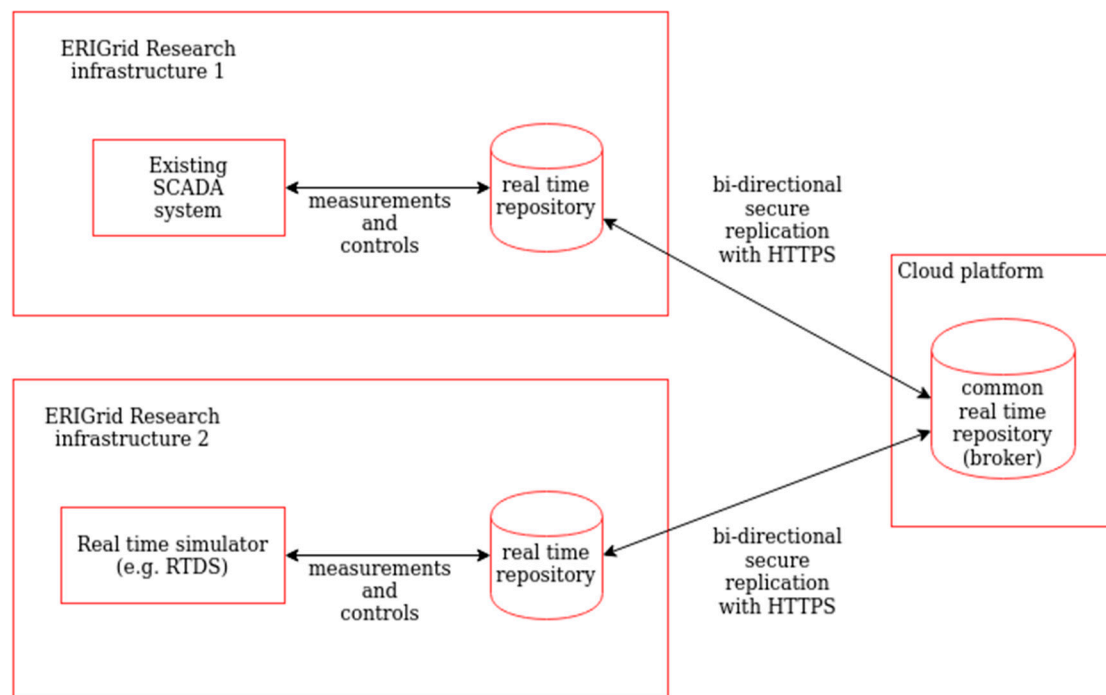 ERIGrid Research
infrastructure 1
Existing
SCADA
system
measurements
and
controls
real time
repository
bi-directional
secure
replication
with HTTPS
Cloud platform
common
real time
repository
(broker)
ERIGrid Research
infrastructure 2
Real time simulator
(e.g. RTDS)
measurements
and
controls
real time
repository
bi-directional
secure
replication
with HTTPS